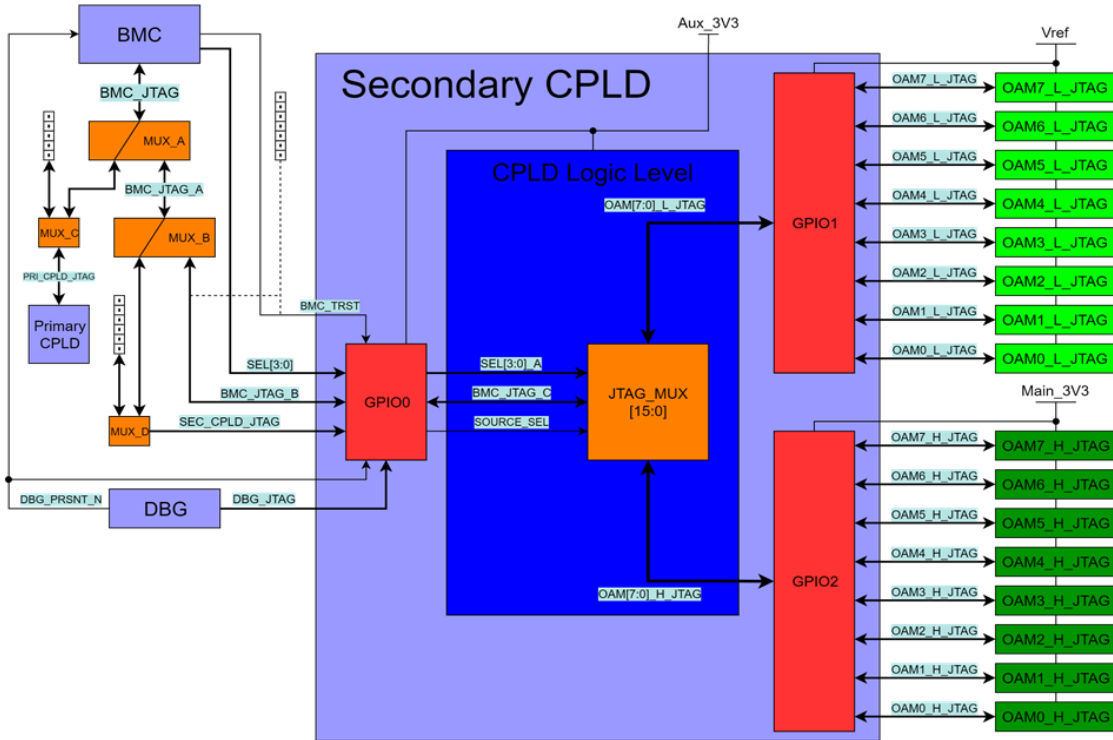 BMC
Aux_3V3
Vref
BMC_JTAG
MUX_A
BMC_JTAG_A
MUX_C
MUX_B
PRI_CPLD_JTAG
Primary
CPLD
BMC_TRST
SEL[3:0]
BMC_JTAG_B
MUX_D
SEC_CPLD_JTAG
DBG_PRSNT_N
DBG
DBG_JTAG
Secondary CPLD
CPLD Logic Level
OAM[7:0]_L_JTAG
GPIO0
SEL[3:0]_A
BMC_JTAG_C
SOURCE_SEL
JTAG_MUX
[15:0]
OAM[7:0]_H_JTAG
GPIO1
OAM7_L_JTAG
OAM7_L_JTAG
OAM6_L_JTAG
OAM6_L_JTAG
OAM5_L_JTAG
OAM5_L_JTAG
OAM4_L_JTAG
OAM4_L_JTAG
OAM3_L_JTAG
OAM3_L_JTAG
OAM2_L_JTAG
OAM2_L_JTAG
OAM1_L_JTAG
OAM1_L_JTAG
OAM0_L_JTAG
OAM0_L_JTAG
Main_3V3
GPIO2
OAM7_H_JTAG
OAM7_H_JTAG
OAM6_H_JTAG
OAM6_H_JTAG
OAM5_H_JTAG
OAM5_H_JTAG
OAM4_H_JTAG
OAM4_H_JTAG
OAM3_H_JTAG
OAM3_H_JTAG
OAM2_H_JTAG
OAM2_H_JTAG
OAM1_H_JTAG
OAM1_H_JTAG
OAM0_H_JTAG
OAM0_H_JTAG